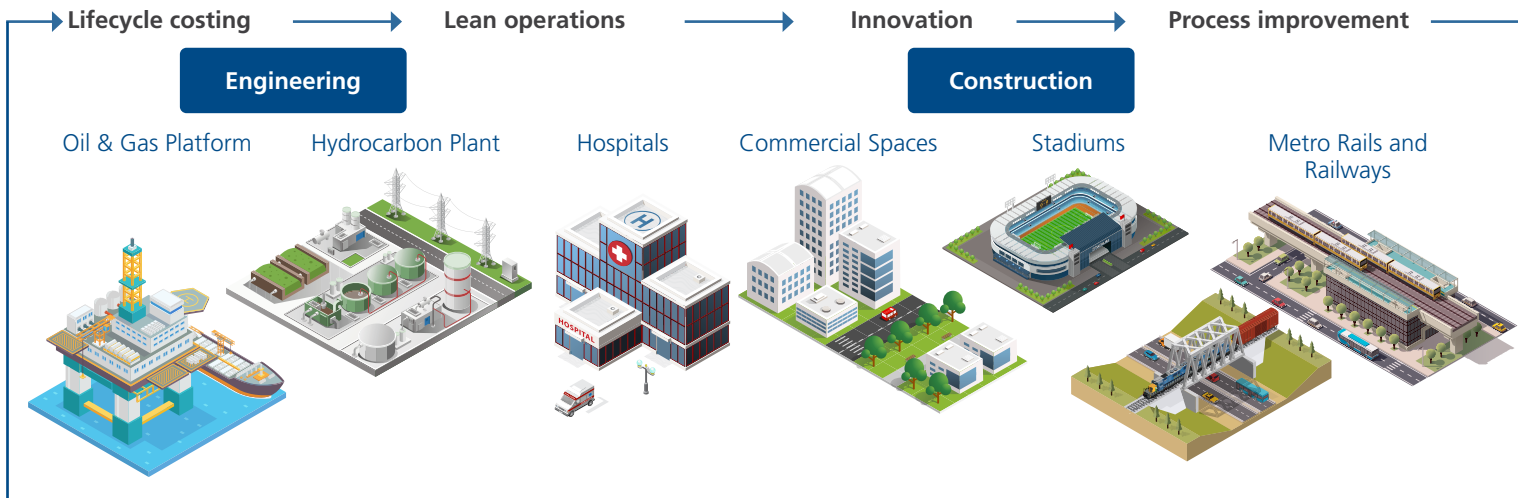 Lifecycle costing
Lean operations
Innovation
Process improvement
Engineering
Construction
Oil & Gas Platform
Hydrocarbon Plant
Hospitals
Commercial Spaces
Stadiums
Metro Rails and
Railways
H
HOSPITAL